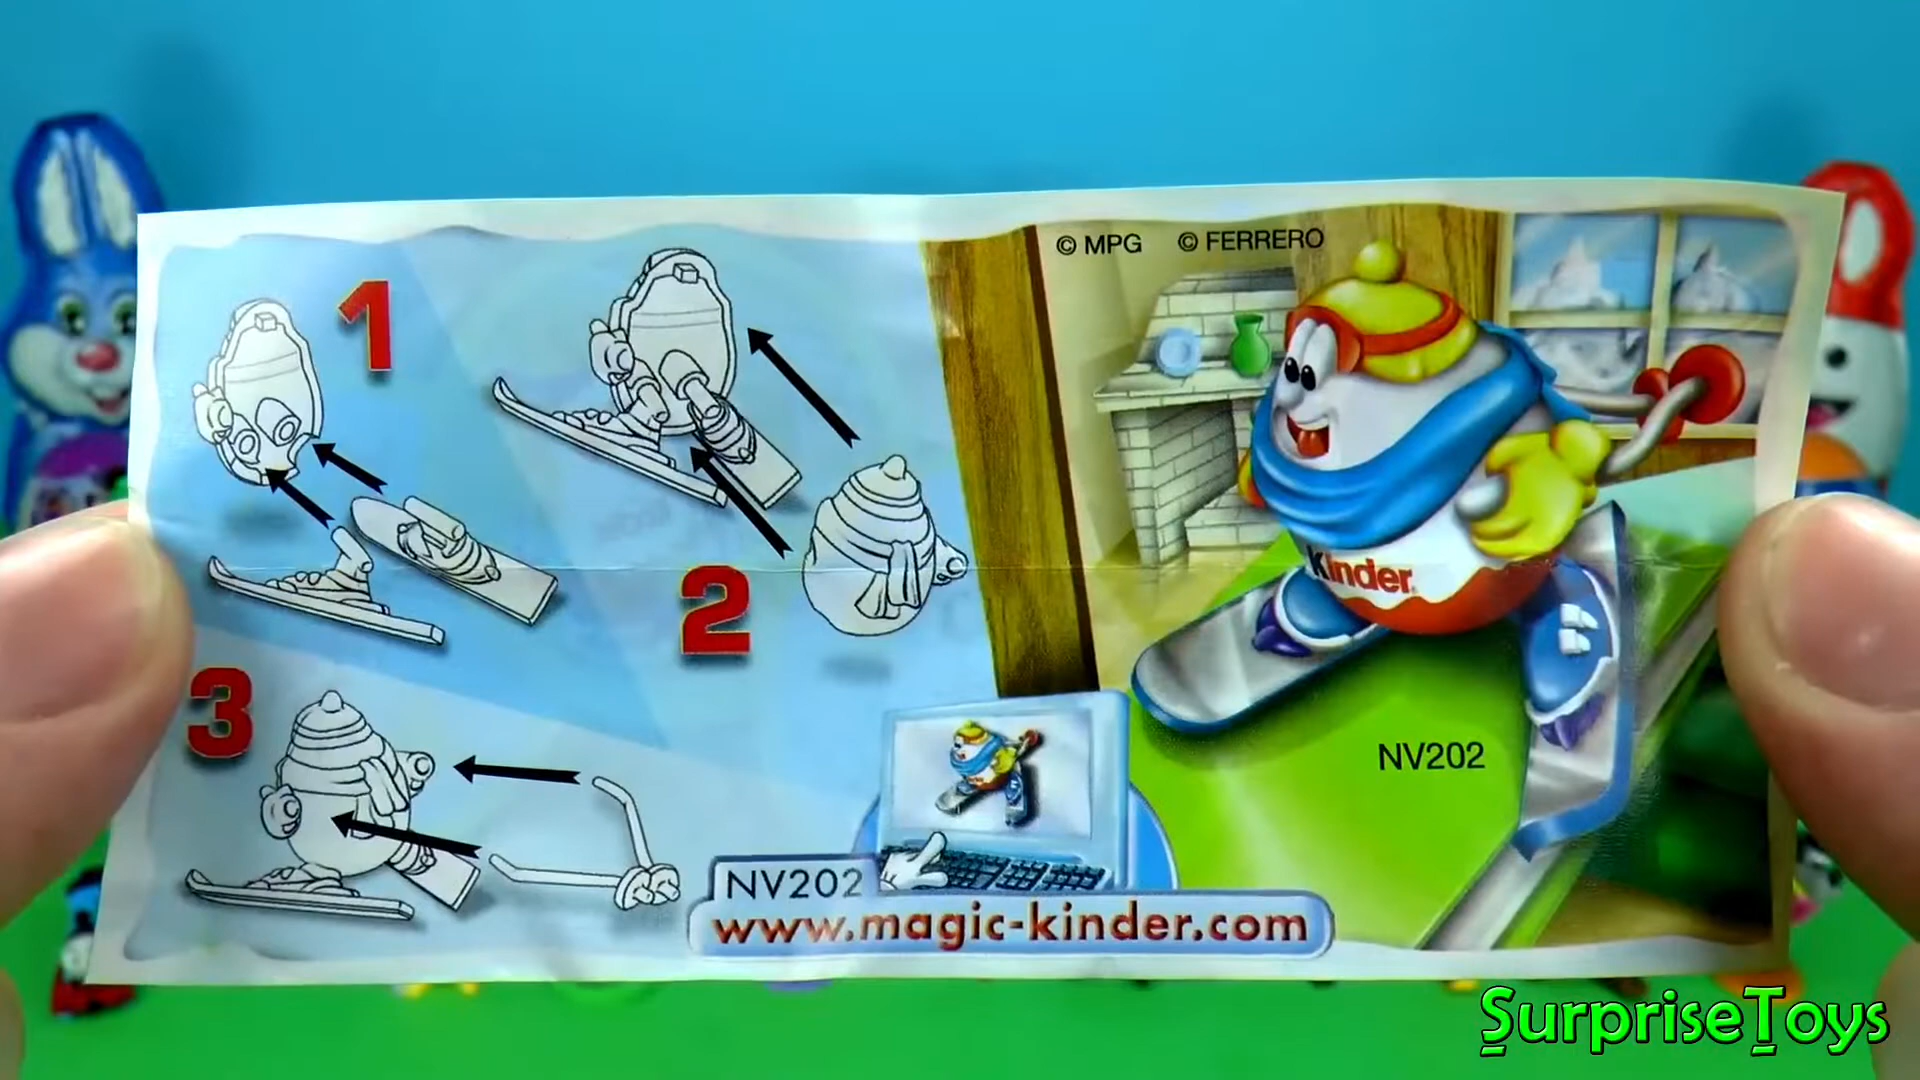 1
© MPG © FERRERO
2
Kinder
3
NV202
NV202
www.magic-kinder.com
SurpriseToys